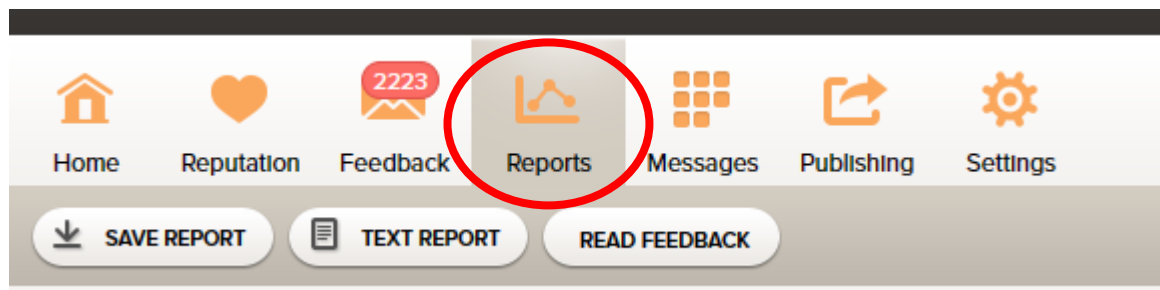 2223
Home Reputation Feedback Reports Messages Publishing Settings
SAVE REPORT TEXT REPORT READ FEEDBACK